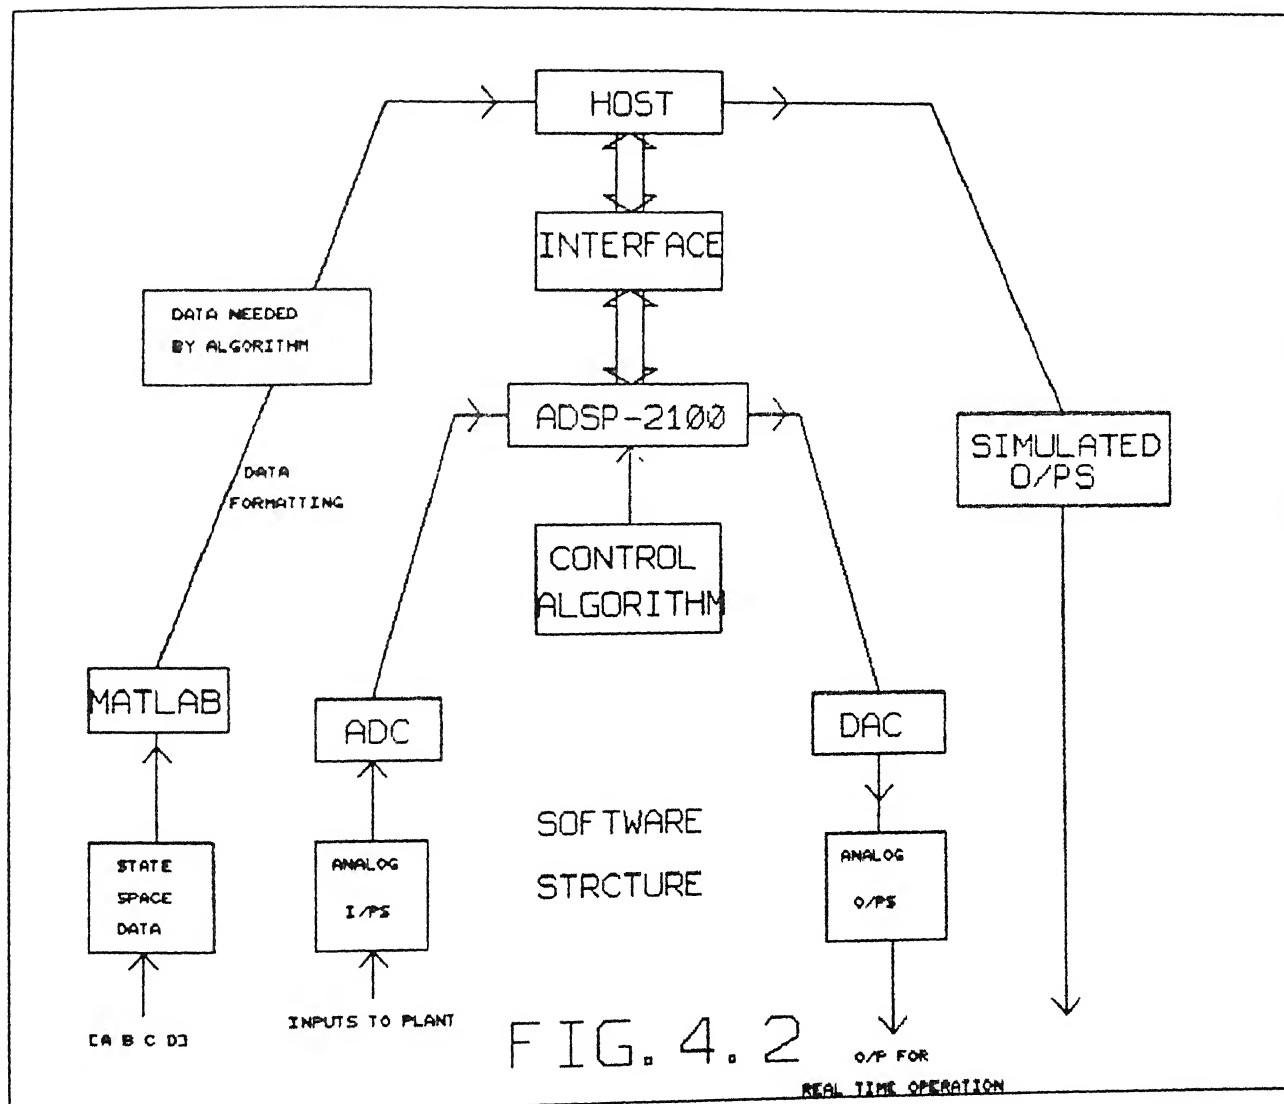 HOST
INTERFACE
DATA NEEDED
BY ALGORITHM
ADSP-2100
SIMULATED
O/PS
DATA
FORMATTING
CONTROL
ALGORITHM
MATLAB
ADC
DAC
SOFTWARE
STRCTURE
STATE
SPACE
DATA
ANALOG
I/PS
ANALOG
O/PS
[A B C D]
INPUTS TO PLANT
FIG. 4. 2
O/P FOR
REAL TIME OPERATION